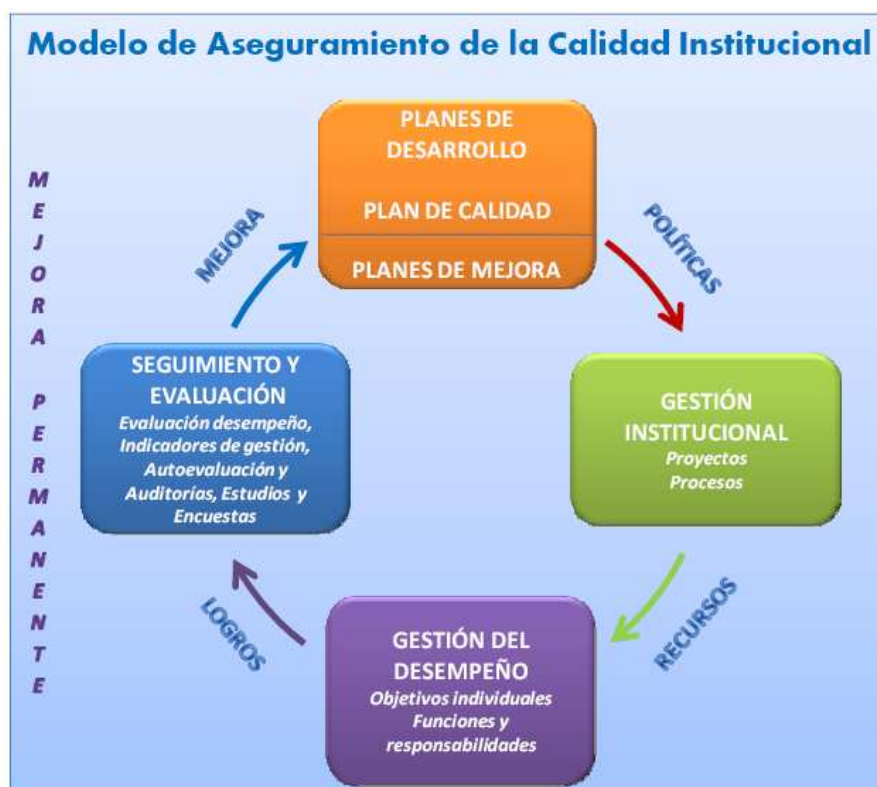 Modelo de Aseguramiento de la Calidad Institucional
PLANES DE
DESARROLLO
PLAN DE CALIDAD
PLANES DE MEJORA
POLÍTICAS
GESTIÓN
INSTITUCIONAL
Proyectos
Procesos
RECURSOS
GESTIÓN DEL
DESEMPEÑO
Objetivos individuales
Funciones y
responsabilidades
LOGROS
SEGUIMIENTO Y
EVALUACIÓN
Evaluación desempeño,
Indicadores de gestión,
Autoevaluación y
Auditorías, Estudios y
Encuestas
MEJORA
MEJORA PERMANENTE